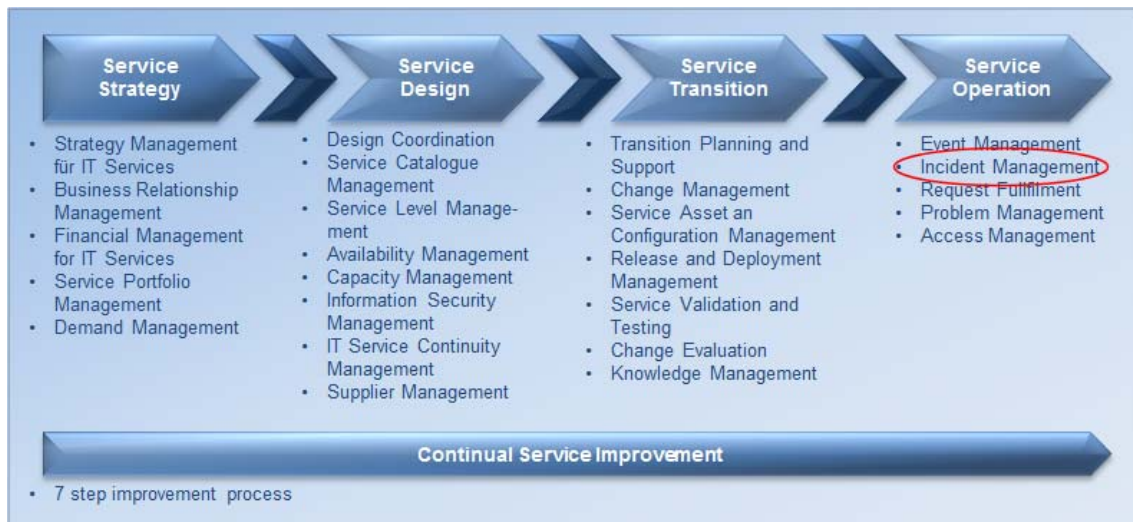 Service
Strategy
Service
Design
Service
Transition
Service
Operation
• Strategy Management
für IT Services
• Business Relationship
Management
• Financial Management
for IT Services
• Service Portfolio
Management
• Demand Management
• Design Coordination
• Service Catalogue
Management
• Service Level Manage-
ment
• Availability Management
• Capacity Management
• Information Security
Management
• IT Service Continuity
Management
• Supplier Management
• Transition Planning and
Support
• Change Management
• Service Asset an
Configuration Management
• Release and Deployment
Management
• Service Validation and
Testing
• Change Evaluation
• Knowledge Management
• Event Management
• Incident Management
• Request Fullfilment
• Problem Management
• Access Management
Continual Service Improvement
• 7 step improvement process